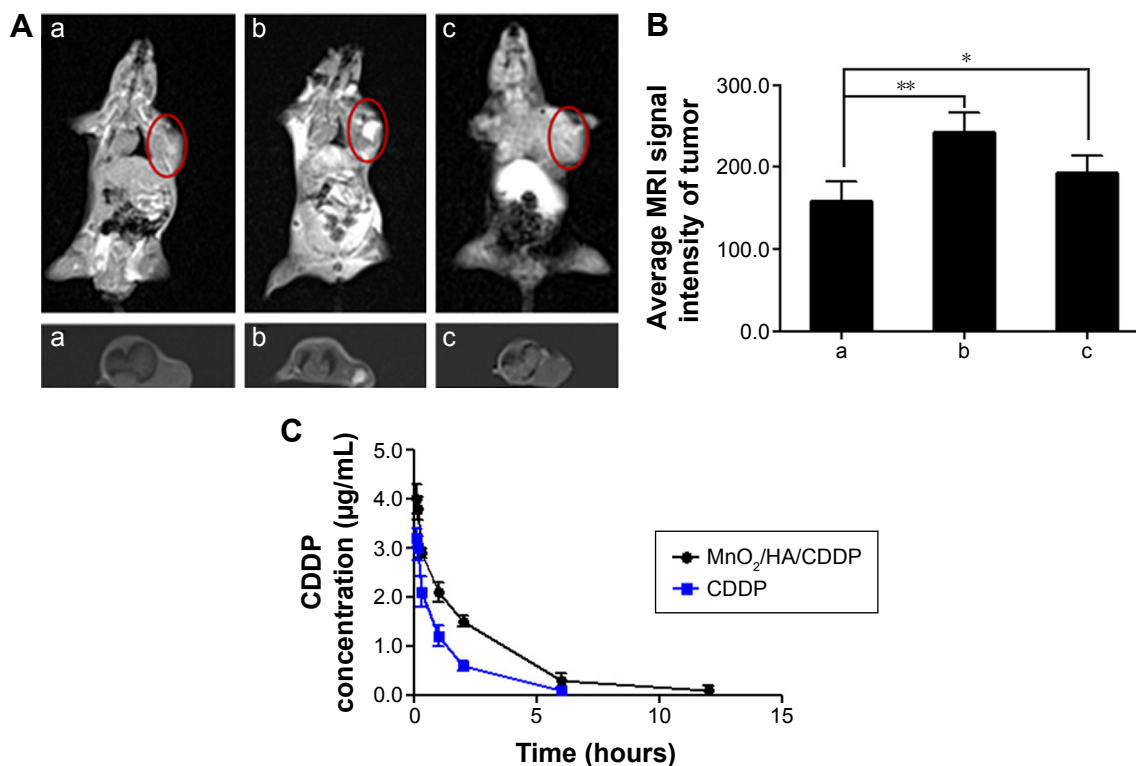 A
a
b
c
a
b
c
B
Average MRI signal
intensity of tumor
300.0
200.0
100.0
0.0
*
**
a
b
c
C
CDDP
concentration (µg/mL)
5.0
4.0
3.0
2.0
1.0
0.0
0
5
10
15
Time (hours)
MnO₂/HA/CDDP
CDDP